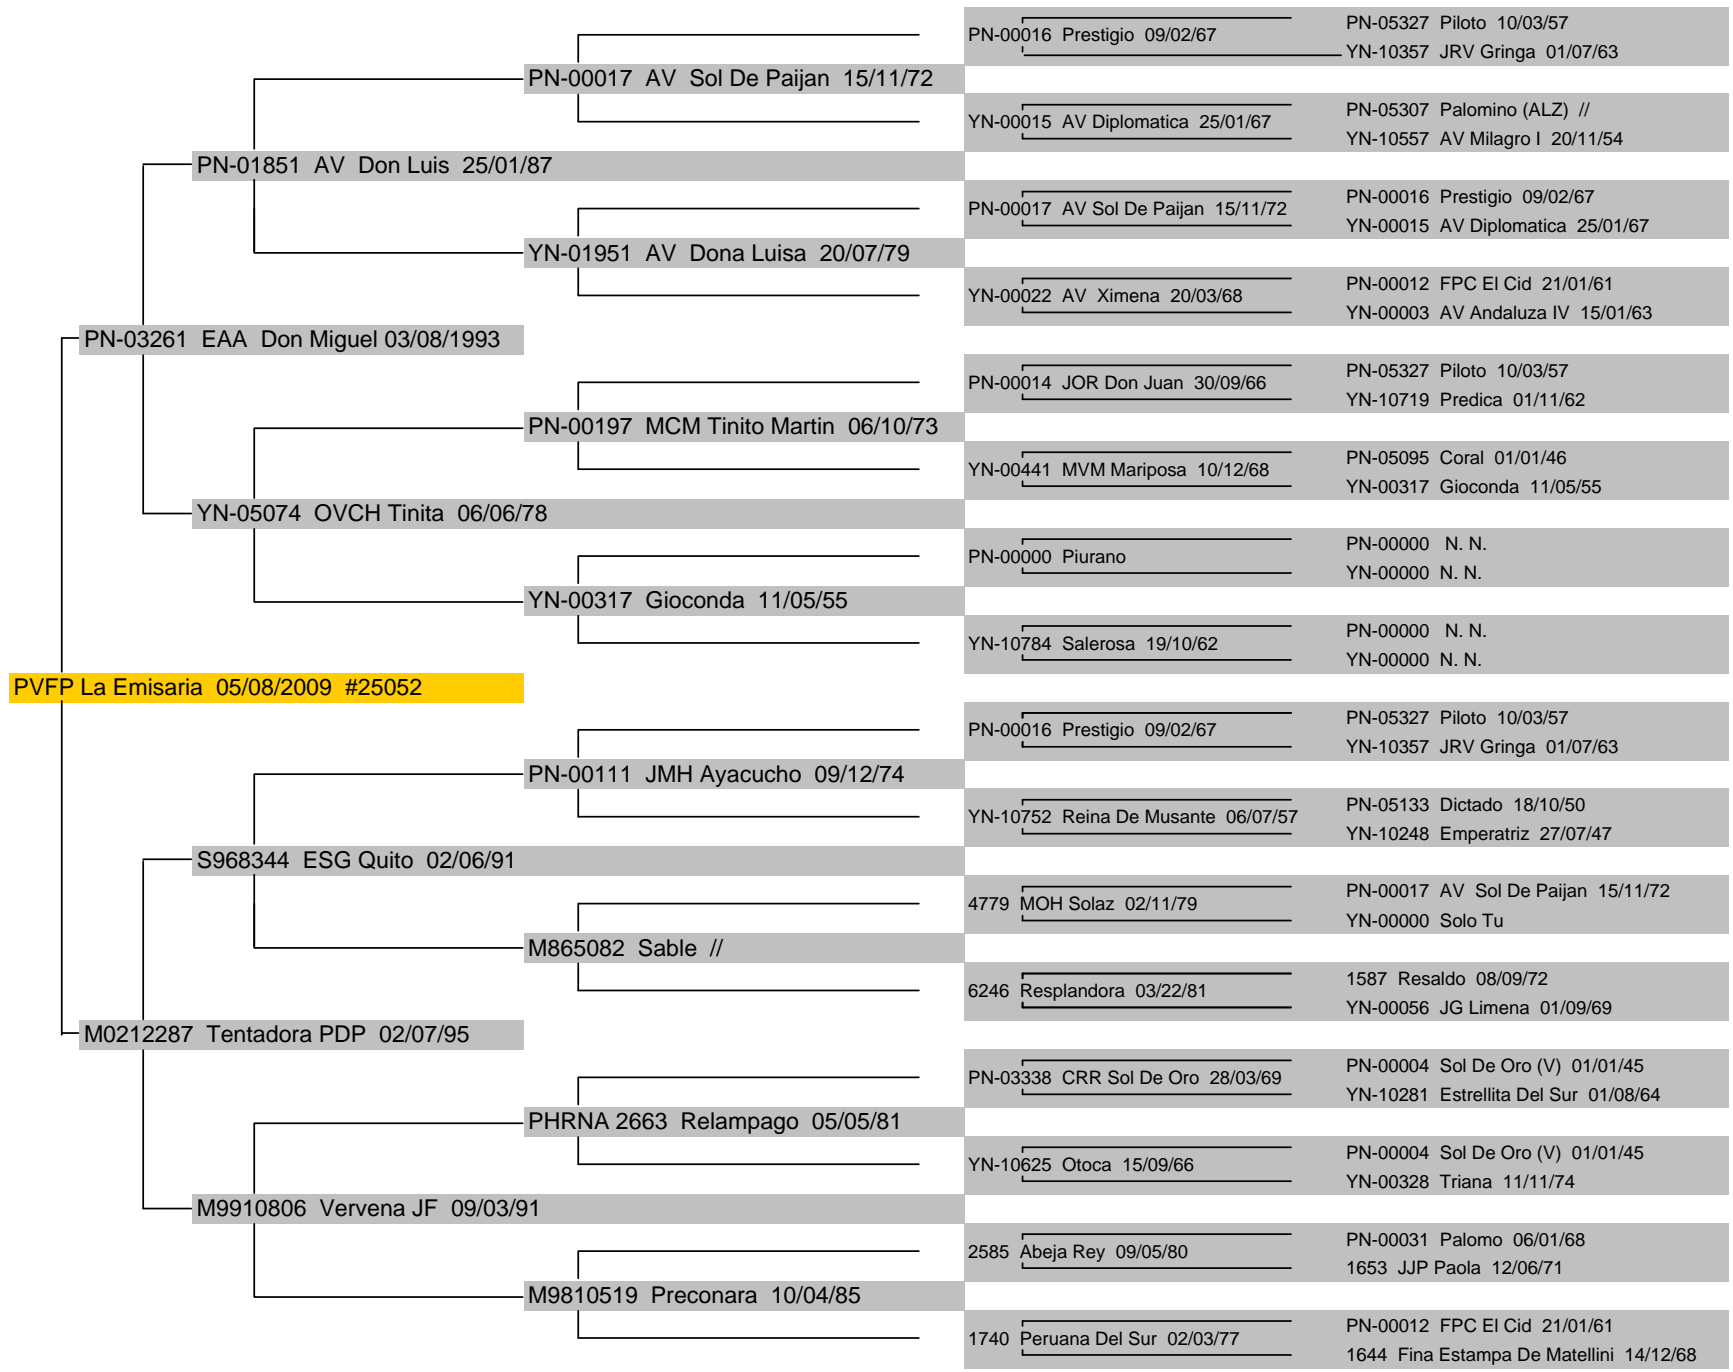 PN-00016 Prestigio 09/02/67
PN-05327 Piloto 10/03/57
YN-10357 JRV Gringa 01/07/63
PN-00017 AV Sol De Paijan 15/11/72
YN-00015 AV Diplomatica 25/01/67
PN-05307 Palomino (ALZ) //
YN-10557 AV Milagro I 20/11/54
PN-01851 AV Don Luis 25/01/87
PN-00017 AV Sol De Paijan 15/11/72
PN-00016 Prestigio 09/02/67
YN-00015 AV Diplomatica 25/01/67
YN-01951 AV Dona Luisa 20/07/79
YN-00022 AV Ximena 20/03/68
PN-00012 FPC El Cid 21/01/61
YN-00003 AV Andaluza IV 15/01/63
PN-03261 EAA Don Miguel 03/08/1993
PN-00014 JOR Don Juan 30/09/66
PN-05327 Piloto 10/03/57
YN-10719 Predica 01/11/62
PN-00197 MCM Tinito Martin 06/10/73
YN-00441 MVM Mariposa 10/12/68
PN-05095 Coral 01/01/46
YN-00317 Gioconda 11/05/55
YN-05074 OVCH Tinita 06/06/78
PN-00000 Piurano
PN-00000 N. N.
YN-00000 N. N.
YN-00317 Gioconda 11/05/55
YN-10784 Salerosa 19/10/62
PN-00000 N. N.
YN-00000 N. N.
PVFP La Emisaria 05/08/2009 #25052
PN-00016 Prestigio 09/02/67
PN-05327 Piloto 10/03/57
YN-10357 JRV Gringa 01/07/63
PN-00111 JMH Ayacucho 09/12/74
YN-10752 Reina De Musante 06/07/57
PN-05133 Dictado 18/10/50
YN-10248 Emperatriz 27/07/47
S968344 ESG Quito 02/06/91
4779 MOH Solaz 02/11/79
PN-00017 AV Sol De Paijan 15/11/72
YN-00000 Solo Tu
M865082 Sable //
6246 Resplandora 03/22/81
1587 Resaldo 08/09/72
YN-00056 JG Limena 01/09/69
M0212287 Tentadora PDP 02/07/95
PN-03338 CRR Sol De Oro 28/03/69
PN-00004 Sol De Oro (V) 01/01/45
YN-10281 Estrellita Del Sur 01/08/64
PHRNA 2663 Relampago 05/05/81
YN-10625 Otoca 15/09/66
PN-00004 Sol De Oro (V) 01/01/45
YN-00328 Triana 11/11/74
M9910806 Vervena JF 09/03/91
2585 Abeja Rey 09/05/80
PN-00031 Palomo 06/01/68
1653 JJP Paola 12/06/71
M9810519 Preconara 10/04/85
1740 Peruana Del Sur 02/03/77
PN-00012 FPC El Cid 21/01/61
1644 Fina Estampa De Matellini 14/12/68